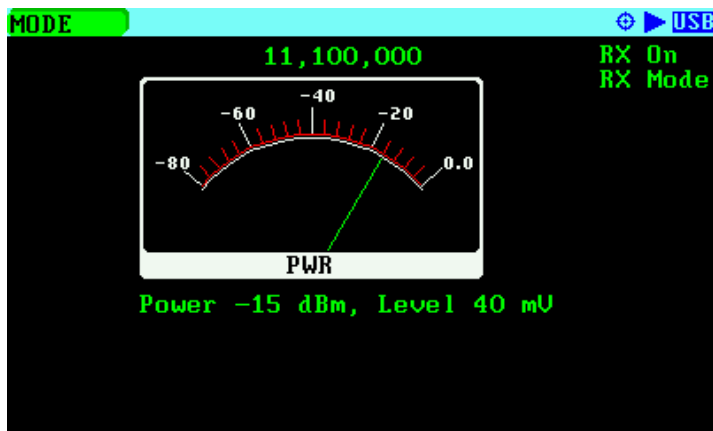 MODE
USB
11,100,000
RX On
RX Mode
-80
-60
-40
-20
0.0
PWR
Power -15 dBm, Level 40 mV